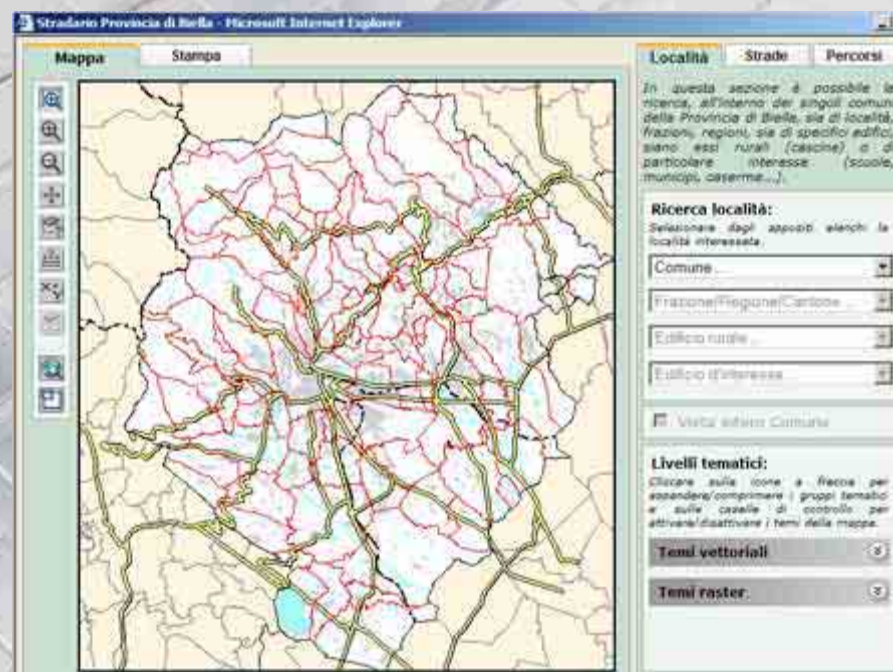 Stradario Provincia di Biella - Microsoft Internet Explorer
Mappa
Stampa
Località
Strade
Percorsi
In questa sezione è possibile la
ricerca, all'interno dei singoli comuni
della Provincia di Biella, sia di località,
frazioni, regioni, sia di specifici edifici,
siano essi rurali (cascine) o di
particolare interesse (scuole,
municipi, caserme...).
Ricerca località:
Selezionare dagli appositi elenchi la
località interessata.
Comune ...
Frazione/Regione/Cantone ...
Edificio rurale ...
Edificio d'interesse ...
Vista intero Comune
Livelli tematici:
Cliccare sulle icone a freccia per
espandere/comprimere i gruppi tematici
e sulle caselle di controllo per
attivare/disattivare i temi della mappa.
Temi vettoriali
Temi raster